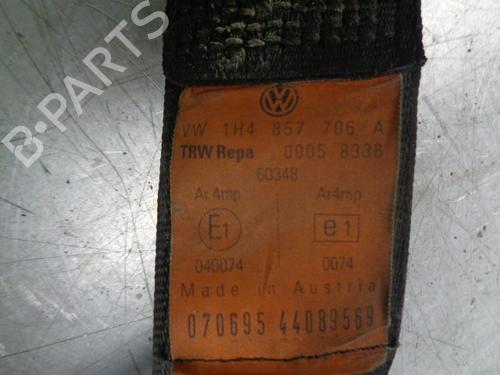 B-PARTS
VW 1H4 857 706 A
TRW Repa 0005 8336
60348
Ar4mp Ar4mp
E1 e1
046074 0074
Made in Austria
070695 44089569